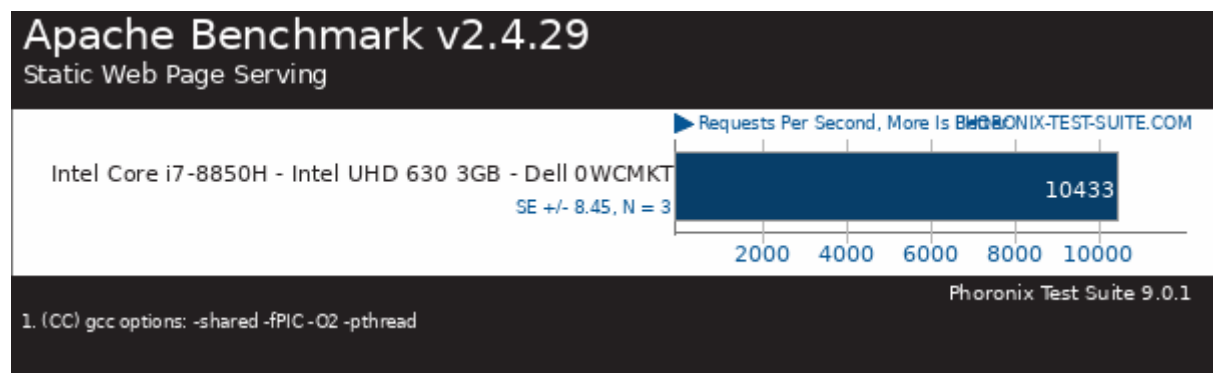 Apache Benchmark v2.4.29
Static Web Page Serving
Requests Per Second, More Is Better PHORONIX-TEST-SUITE.COM
Intel Core i7-8850H - Intel UHD 630 3GB - Dell 0WCMKT
10433
SE +/- 8.45, N = 3
2000 4000 6000 8000 10000
Phoronix Test Suite 9.0.1
1. (CC) gcc options: -shared -fPIC -O2 -pthread